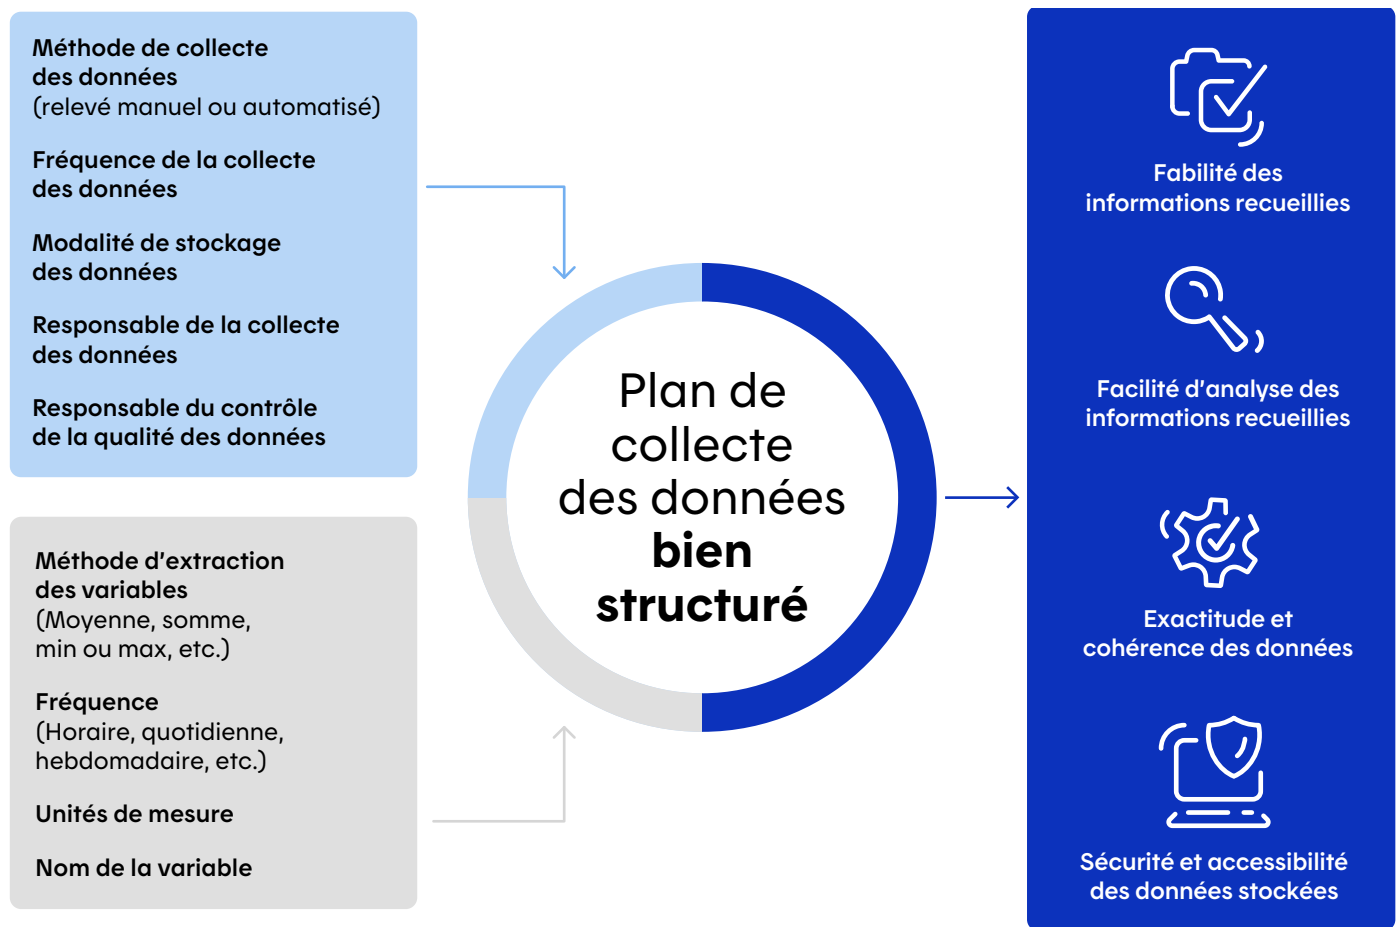 Méthode de collecte
des données
(relevé manuel ou automatisé)
Fréquence de la collecte
des données
Modalité de stockage
des données
Responsable de la collecte
des données
Responsable du contrôle
de la qualité des données
Méthode d’extraction
des variables
(Moyenne, somme,
min ou max, etc.)
Fréquence
(Horaire, quotidienne,
hebdomadaire, etc.)
Unités de mesure
Nom de la variable
Plan de
collecte
des données
bien
structuré
Fabilité des
informations recueillies
Facilité d’analyse des
informations recueillies
Exactitude et
cohérence des données
Sécurité et accessibilité
des données stockées